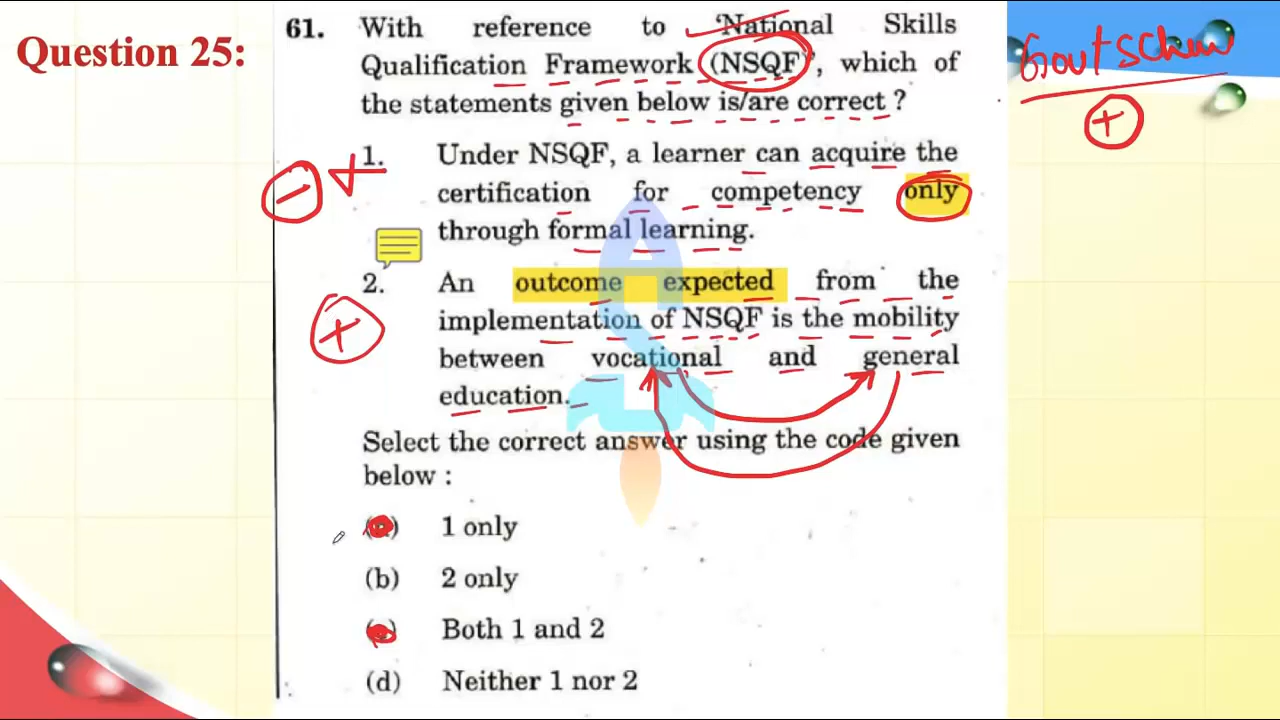 Question 25:
61. With reference to 'National Skills
Qualification Framework (NSQF)', which of
the statements given below is/are correct ?
1. Under NSQF, a learner can acquire the
certification for competency only
through formal learning.
2. An outcome expected from the
implementation of NSQF is the mobility
between vocational and general
education.
Select the correct answer using the code given
below :
1 only
(b) 2 only
Both 1 and 2
(d) Neither 1 nor 2
Govt
+
-
+